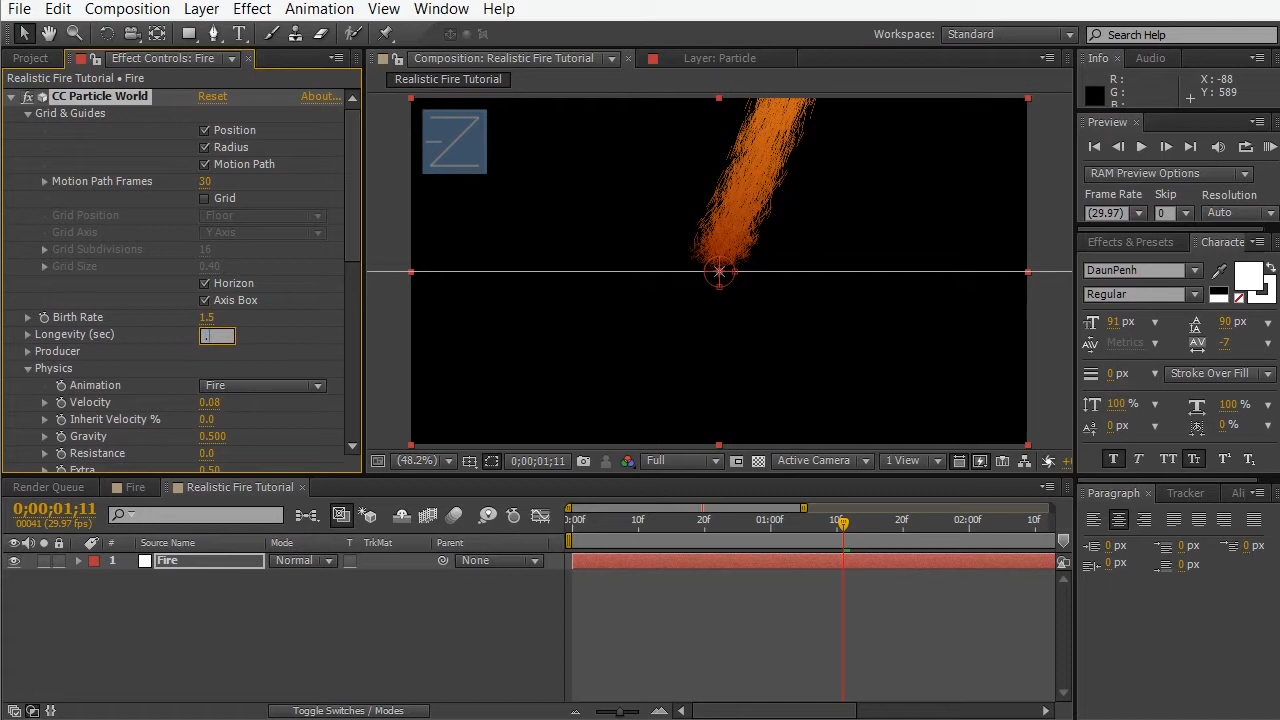 File Edit Composition Layer Effect Animation View Window Help
Workspace: Standard Search Help
Project Effect Controls: Fire Composition: Realistic Fire Tutorial Layer: Particle Info Audio
Realistic Fire Tutorial • Fire
Realistic Fire Tutorial
R : X : -88
G : Y : 589
B :
fx CC Particle World Reset About...
Grid & Guides
Position
Radius
Motion Path
Motion Path Frames 30
Grid
Grid Position Floor
Grid Axis Y Axis
Grid Subdivisions 16
Grid Size 0.40
Horizon
Axis Box
Birth Rate 1.5
Longevity (sec) .
Producer
Physics
Animation Fire
Velocity 0.08
Inherit Velocity % 0.0
Gravity 0.500
Resistance 0.0
Extra 0.50
Preview
RAM Preview Options
Frame Rate Skip Resolution
(29.97) 0 Auto
Effects & Presets Characte
DaunPenh
Regular
91 px 90 px
Metrics -7
0 px Stroke Over Fill
100 % 100 %
0 px 0 %
T T TT Tт T¹ T₁
(48.2%) 0;00;01;11 Full Active Camera 1 View
Render Queue Fire Realistic Fire Tutorial
Paragraph Tracker Ali
0;00;01;11
00041 (29.97 fps)
0:00f 10f 20f 01:00f 10f 20f 02:00f 10f
# Source Name Mode T TrkMat Parent
1 Fire Normal None
0 px 0 px 0 px
0 px 0 px
Toggle Switches / Modes